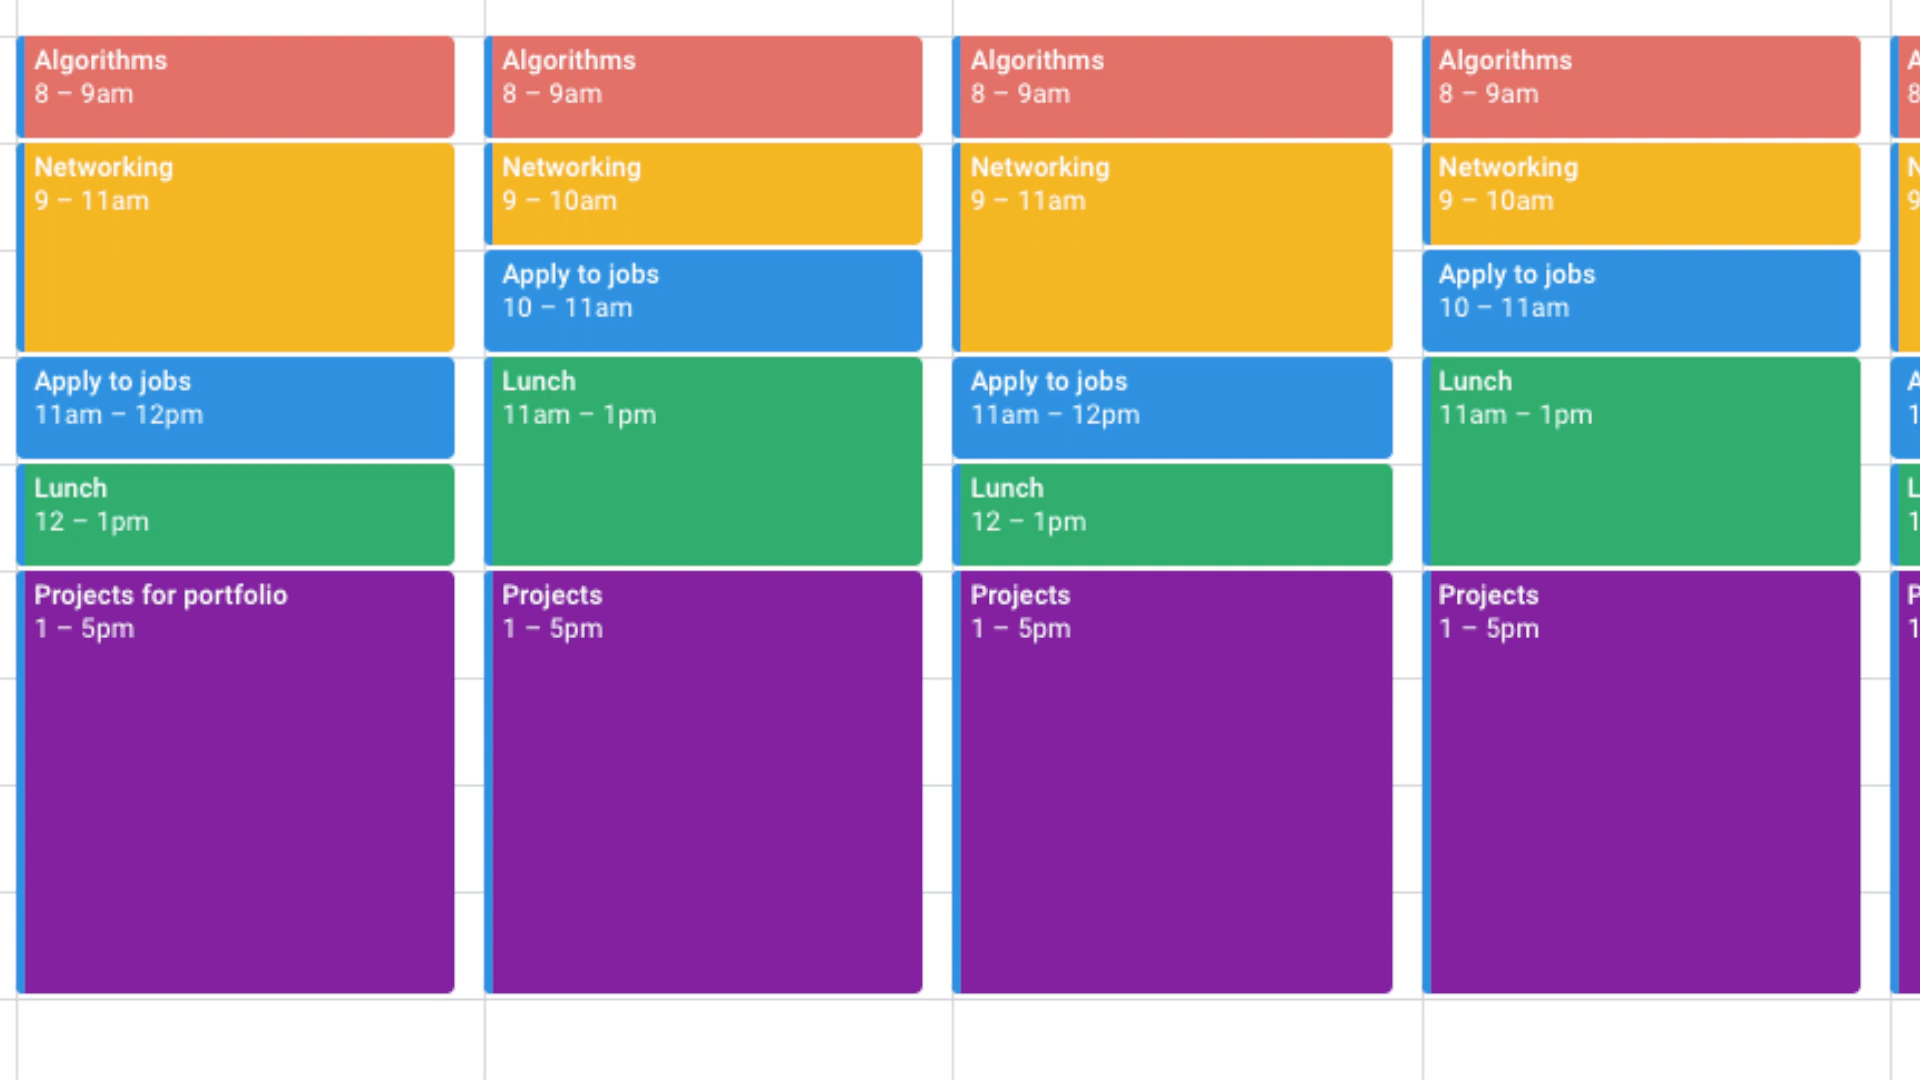 Algorithms
8 – 9am
Networking
9 – 11am
Apply to jobs
11am – 12pm
Lunch
12 – 1pm
Projects for portfolio
1 – 5pm
Algorithms
8 – 9am
Networking
9 – 10am
Apply to jobs
10 – 11am
Lunch
11am – 1pm
Projects
1 – 5pm
Algorithms
8 – 9am
Networking
9 – 11am
Apply to jobs
11am – 12pm
Lunch
12 – 1pm
Projects
1 – 5pm
Algorithms
8 – 9am
Networking
9 – 10am
Apply to jobs
10 – 11am
Lunch
11am – 1pm
Projects
1 – 5pm